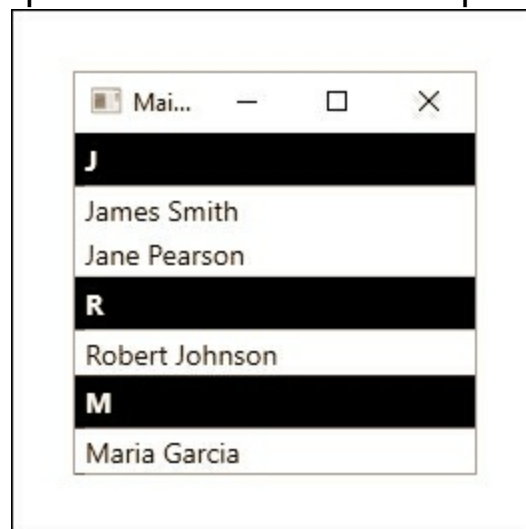 Mai...
J
James Smith
Jane Pearson
R
Robert Johnson
M
Maria Garcia